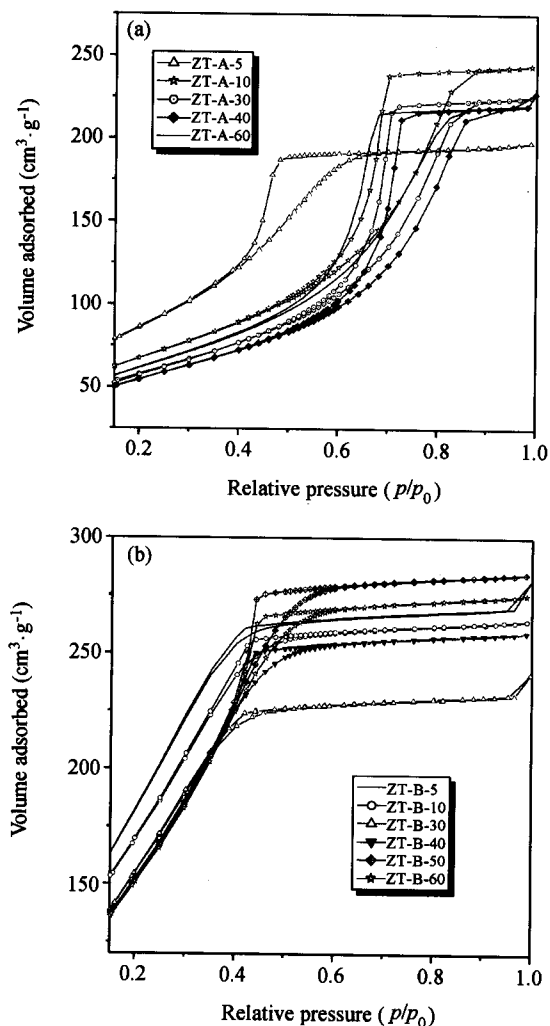 (a)
ZT-A-5
ZT-A-10
ZT-A-30
ZT-A-40
ZT-A-60
250
200
150
100
50
Volume adsorbed (cm³·g⁻¹)
0.2 0.4 0.6 0.8 1.0
Relative pressure (p/p₀)
(b)
300
250
200
150
Volume adsorbed (cm³·g⁻¹)
ZT-B-5
ZT-B-10
ZT-B-30
ZT-B-40
ZT-B-50
ZT-B-60
0.2 0.4 0.6 0.8 1.0
Relative pressure (p/p₀)